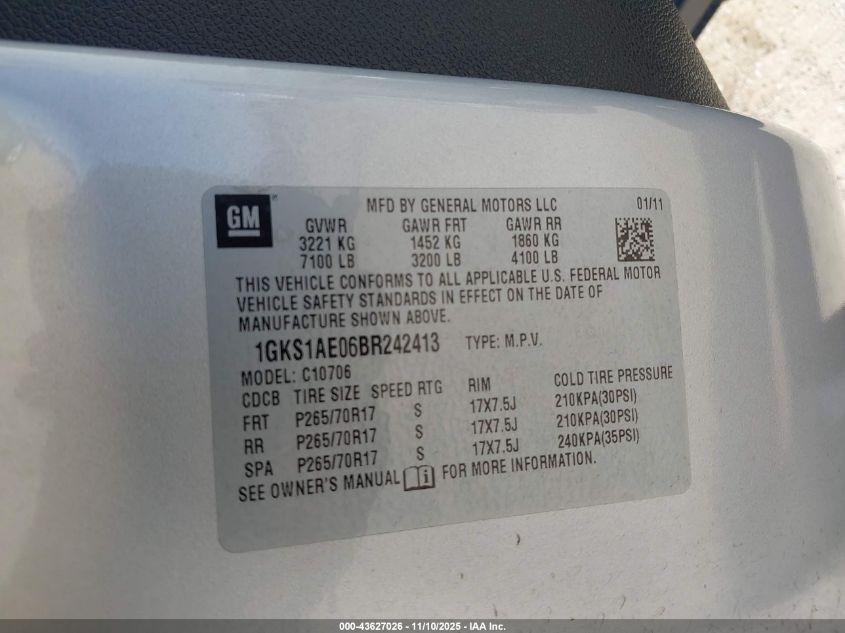 GM
MFD BY GENERAL MOTORS LLC 01/11
GVWR GAWR FRT GAWR RR
3221 KG 1452 KG 1860 KG
7100 LB 3200 LB 4100 LB
THIS VEHICLE CONFORMS TO ALL APPLICABLE U.S. FEDERAL MOTOR
VEHICLE SAFETY STANDARDS IN EFFECT ON THE DATE OF
MANUFACTURE SHOWN ABOVE.
1GKS1AE06BR242413 TYPE: M.P.V.
MODEL: C10706
CDCB TIRE SIZE SPEED RTG RIM COLD TIRE PRESSURE
FRT P265/70R17 S 17X7.5J 210KPA(30PSI)
RR P265/70R17 S 17X7.5J 210KPA(30PSI)
SPA P265/70R17 S 17X7.5J 240KPA(35PSI)
SEE OWNER'S MANUAL i FOR MORE INFORMATION.
000-43627026 - 11/10/2025 - IAA Inc.